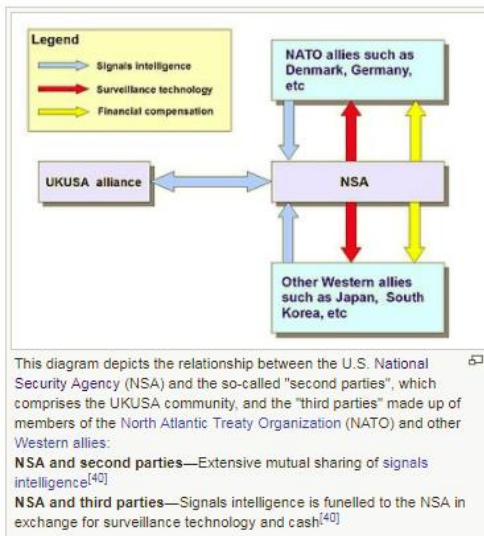 Legend
Signals intelligence
Surveillance technology
Financial compensation
NATO allies such as
Denmark, Germany,
etc
UKUSA alliance
NSA
Other Western allies
such as Japan, South
Korea, etc
This diagram depicts the relationship between the U.S. National
Security Agency (NSA) and the so-called "second parties", which
comprises the UKUSA community, and the "third parties" made up of
members of the North Atlantic Treaty Organization (NATO) and other
Western allies:
NSA and second parties—Extensive mutual sharing of signals
intelligence[40]
NSA and third parties—Signals intelligence is funnelled to the NSA in
exchange for surveillance technology and cash[40]